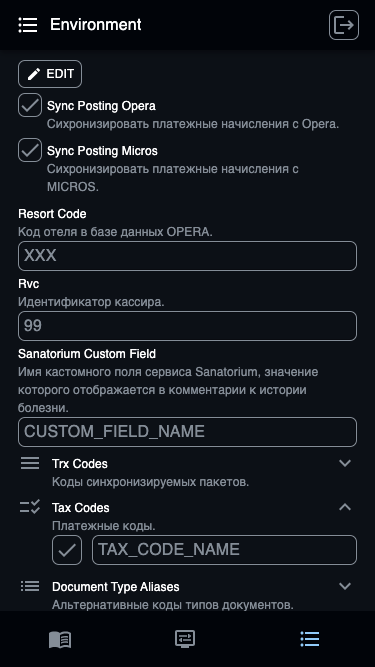 Environment
EDIT
Sync Posting Opera
Сихронизировать платежные начисления с Opera.
Sync Posting Micros
Сихронизировать платежные начисления с
MICROS.
Resort Code
Код отеля в базе данных OPERA.
XXX
Rvc
Идентификатор кассира.
99
Sanatorium Custom Field
Имя кастомного поля сервиса Sanatorium, значение
которого отображается в комментарии к истории
болезни.
CUSTOM_FIELD_NAME
Trx Codes
Коды синхронизируемых пакетов.
Tax Codes
Платежные коды.
TAX_CODE_NAME
Document Type Aliases
Альтернативные коды типов документов.